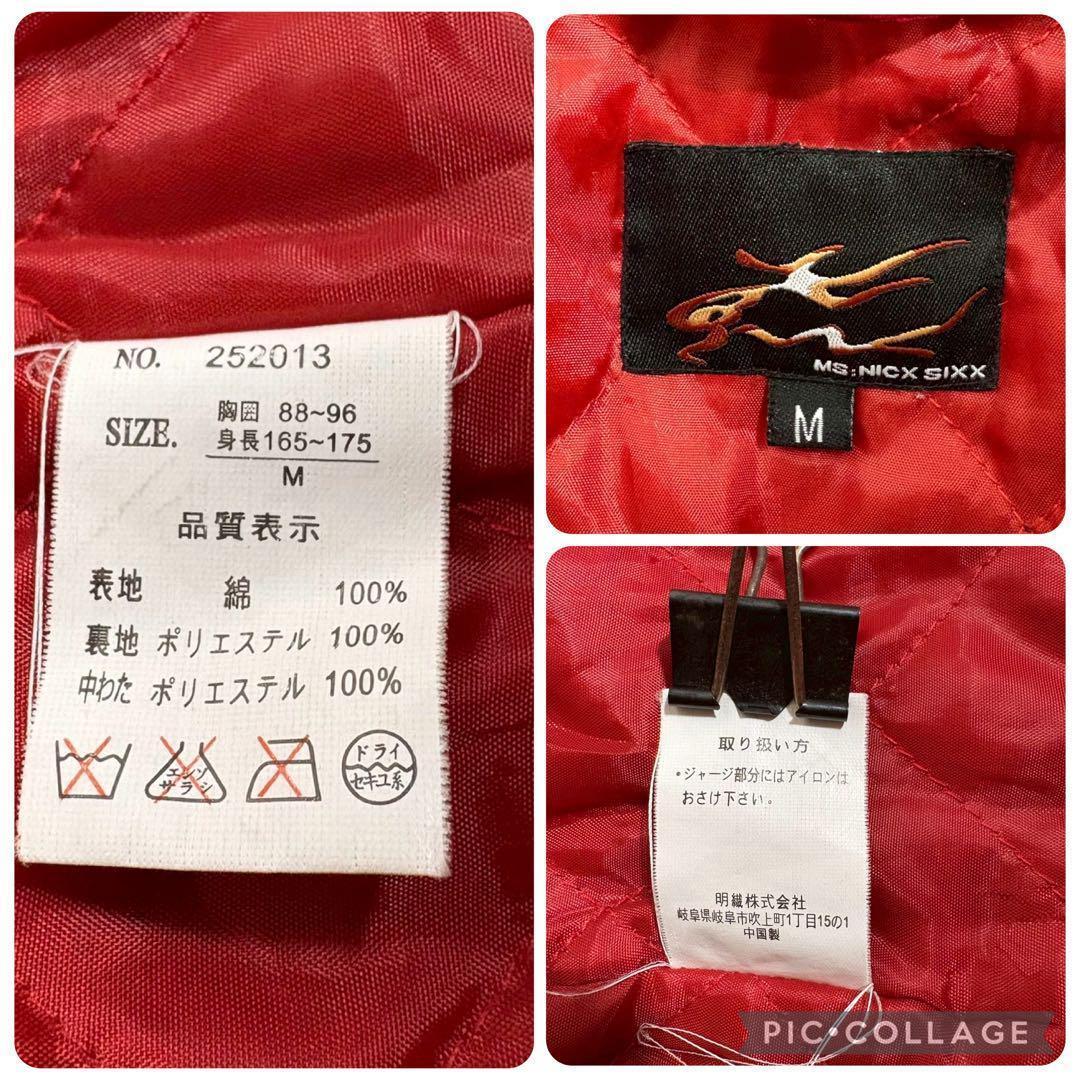 NO. 252013
SIZE. 胸囲 88~96
身長165~175
M
品質表示
表地 綿 100%
裏地 ポリエステル 100%
中わた ポリエステル 100%
エンソ
サラシ
ドライ
セキユ系
MS:NICX SIXX
M
取り扱い方
•ジャージ部分にはアイロンは
おさけ下さい。
明繊株式会社
岐阜県岐阜市吹上町1丁目15の1
中国製
PIC•COLLAGE